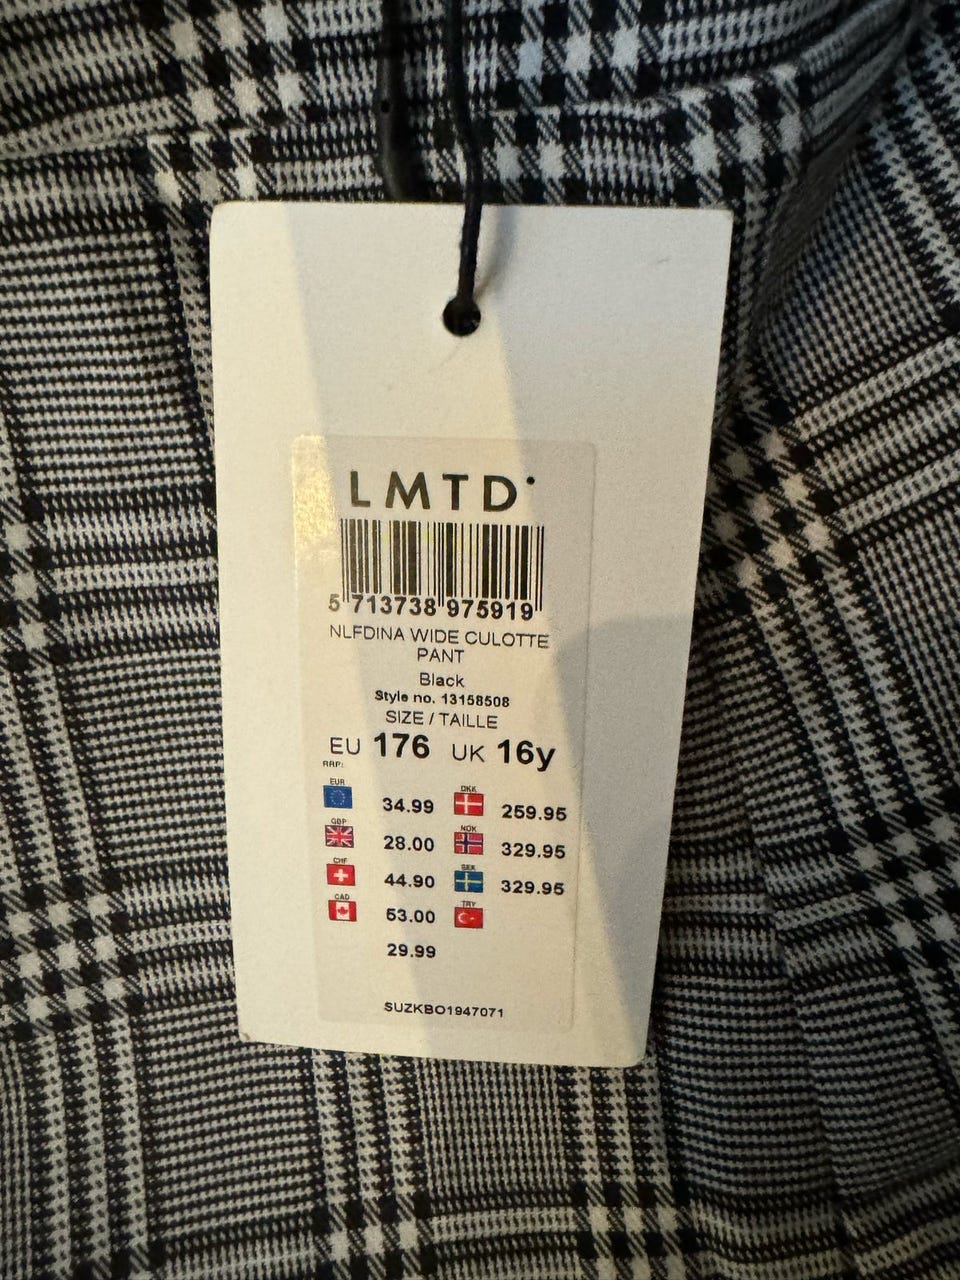 LMTD
5 713738 975919
NLFDINA WIDE CULOTTE
PANT
Black
Style no. 13158508
SIZE / TAILLE
EU 176 UK 16y
RRP:
EUR 34.99 DKK 259.95
GBP 28.00 NOK 329.95
CHF 44.90 SEK 329.95
CAD 53.00 TRY
29.99
SUZKBO1947071